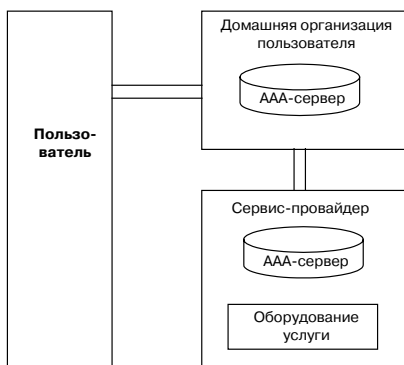 Домашняя организация
пользователя
ААА-сервер
Пользо-
ватель
Сервис-провайдер
ААА-сервер
Оборудование
услуги